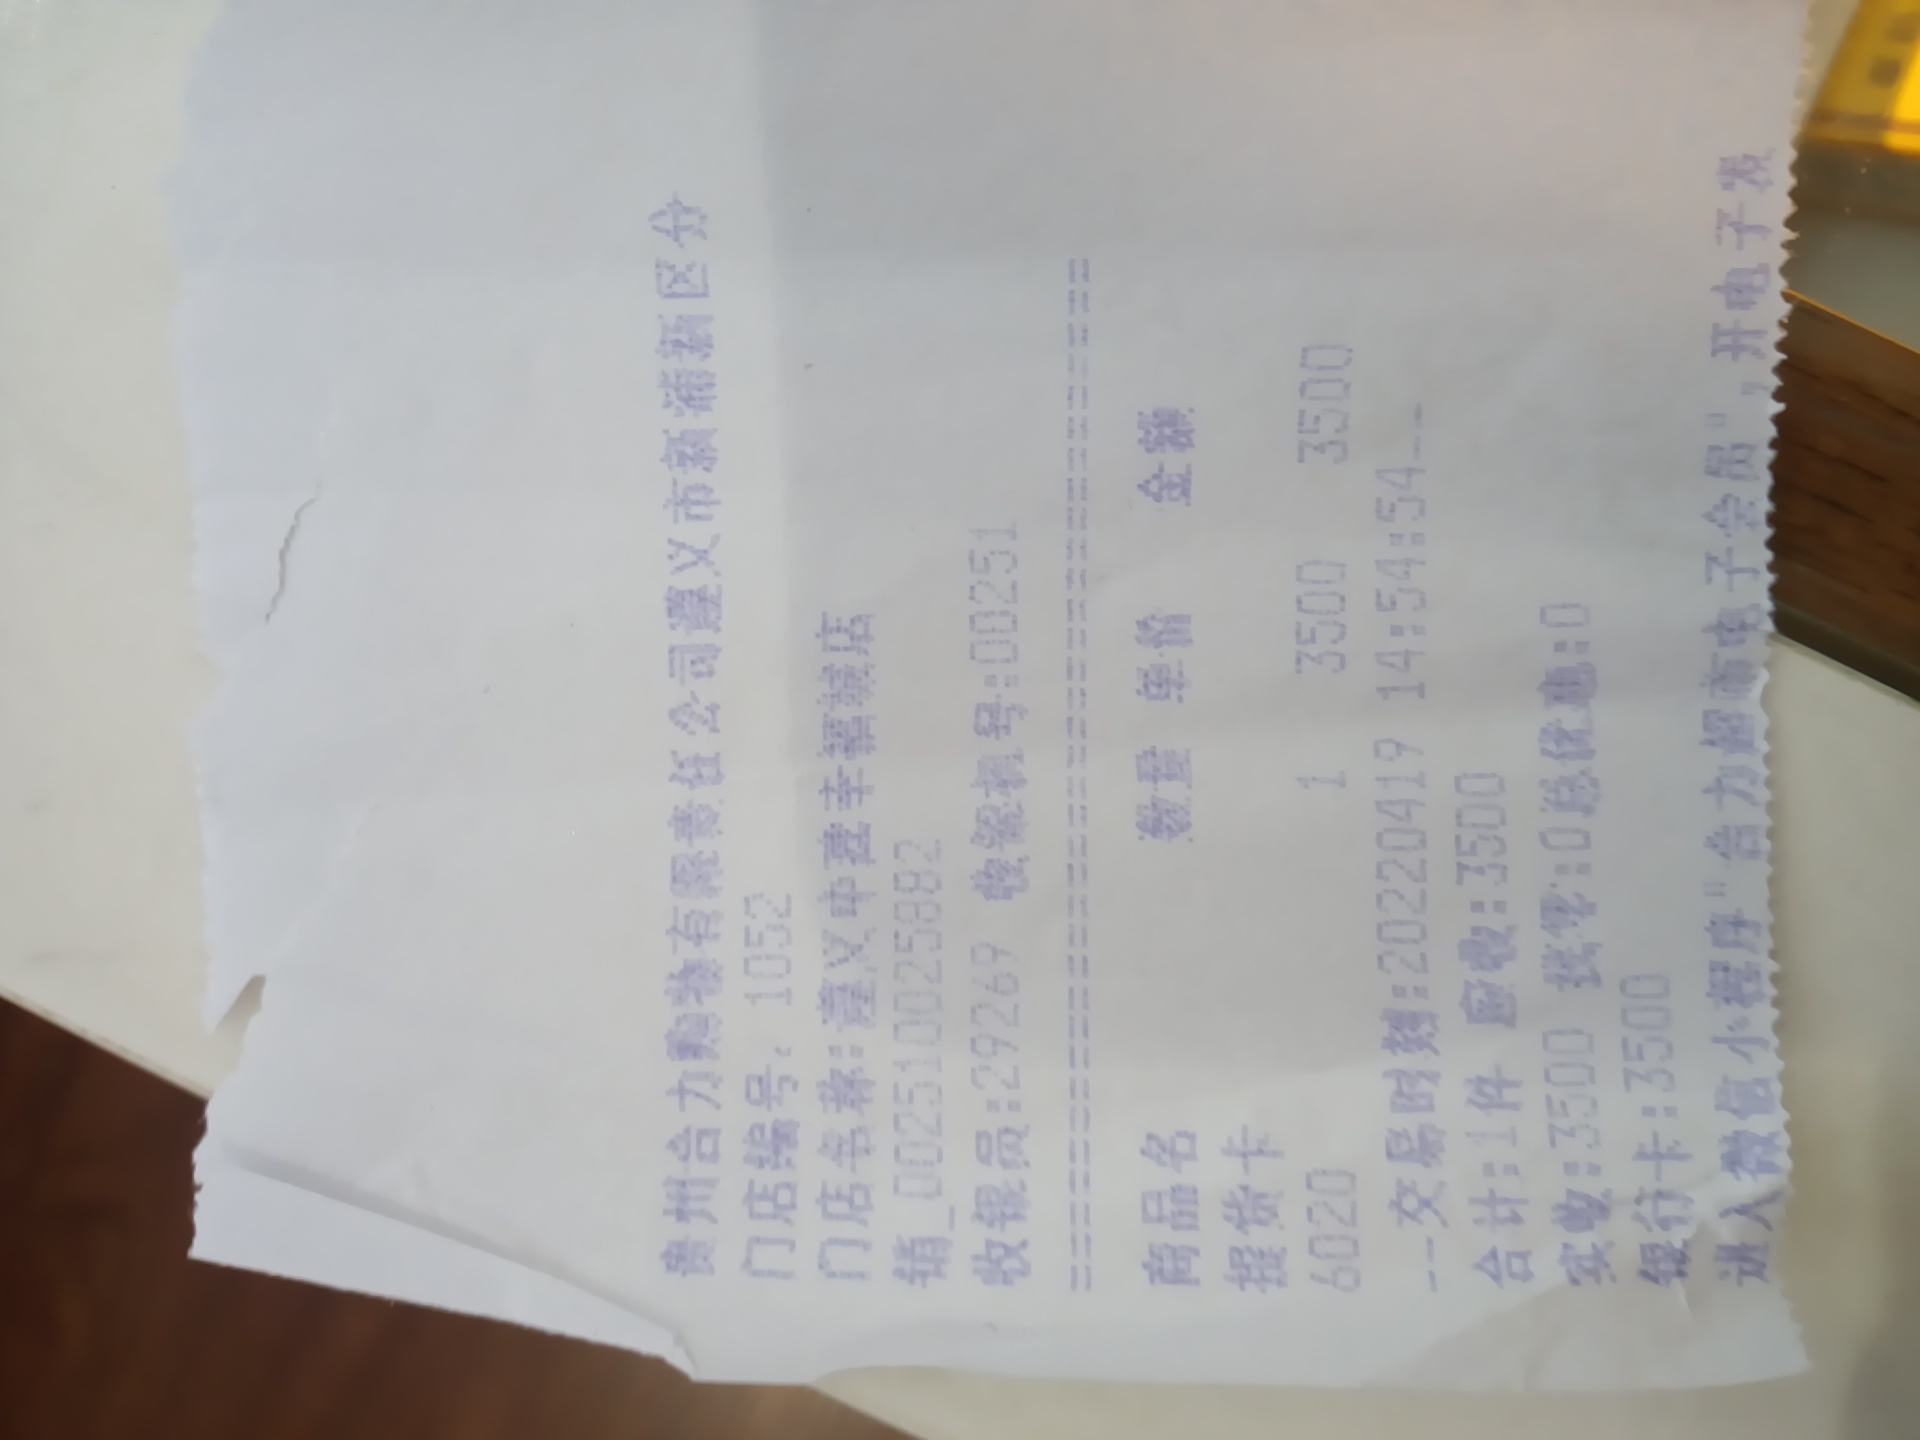 贵州合力购物有限责任公司遵义市新浦新区分
门店编号: 1052
门店名称:遵义中建幸福城店
销_002510025882
收银员:29269 收银机号:00251
========================================
商品名 数量 单价 金额
提货卡
6020 1 3500 3500
--交易时刻:20220419 14:54:54--
合计:1件 应收:3500
实收:3500 找零:0总优惠:0
银行卡:3500
进入微信小程序"合力超市电子会员",开电子发